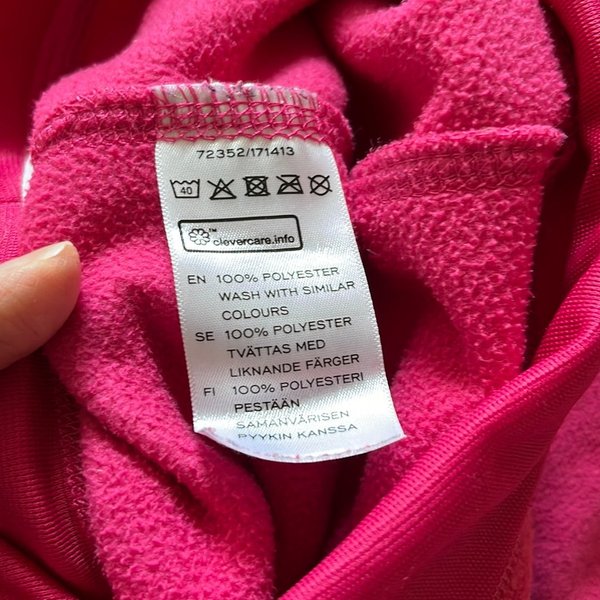 72352/171413
40
clevercare.info
EN 100% POLYESTER
WASH WITH SIMILAR
COLOURS
SE 100% POLYESTER
TVÄTTAS MED
LIKNANDE FÄRGER
FI 100% POLYESTERI
PESTÄÄN
SAMANVÄRISEN
PYYKIN KANSSA